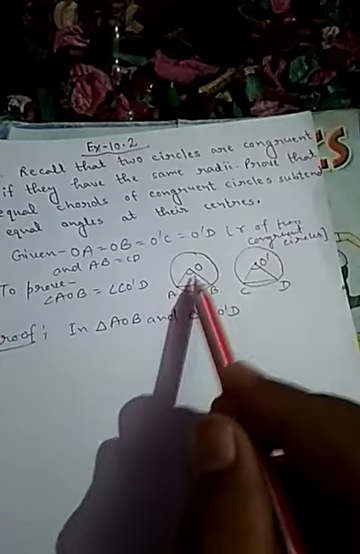 Ex-10.2
Recall that two circles are congruent
if they have the same radii. Prove that
equal chords of congruent circles subtend
equal angles at their centres.
Given- OA = OB = O'C = O'D [r of two congruent circles]
and AB = CD
To prove-
∠AOB = ∠CO'D
O
A
B
O'
C
D
Proof: In △AOB and O'D
ES